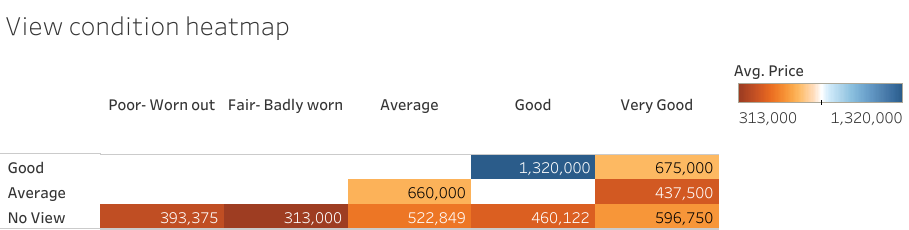 View condition heatmap
Avg. Price
313,000 1,320,000
Poor- Worn out Fair- Badly worn Average Good Very Good
Good 1,320,000 675,000
Average 660,000 437,500
No View 393,375 313,000 522,849 460,122 596,750